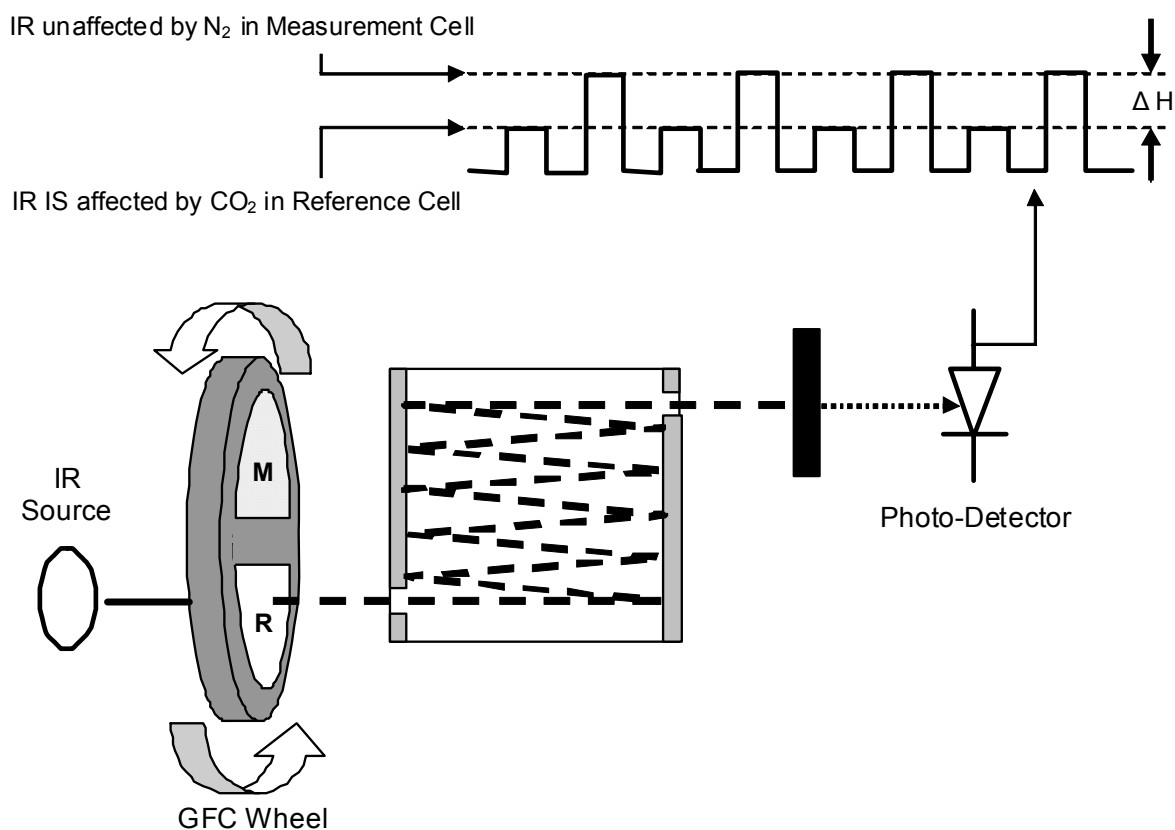 IR unaffected by N₂ in Measurement Cell
Δ H
IR IS affected by CO₂ in Reference Cell
M
IR
Source
R
Photo-Detector
GFC Wheel